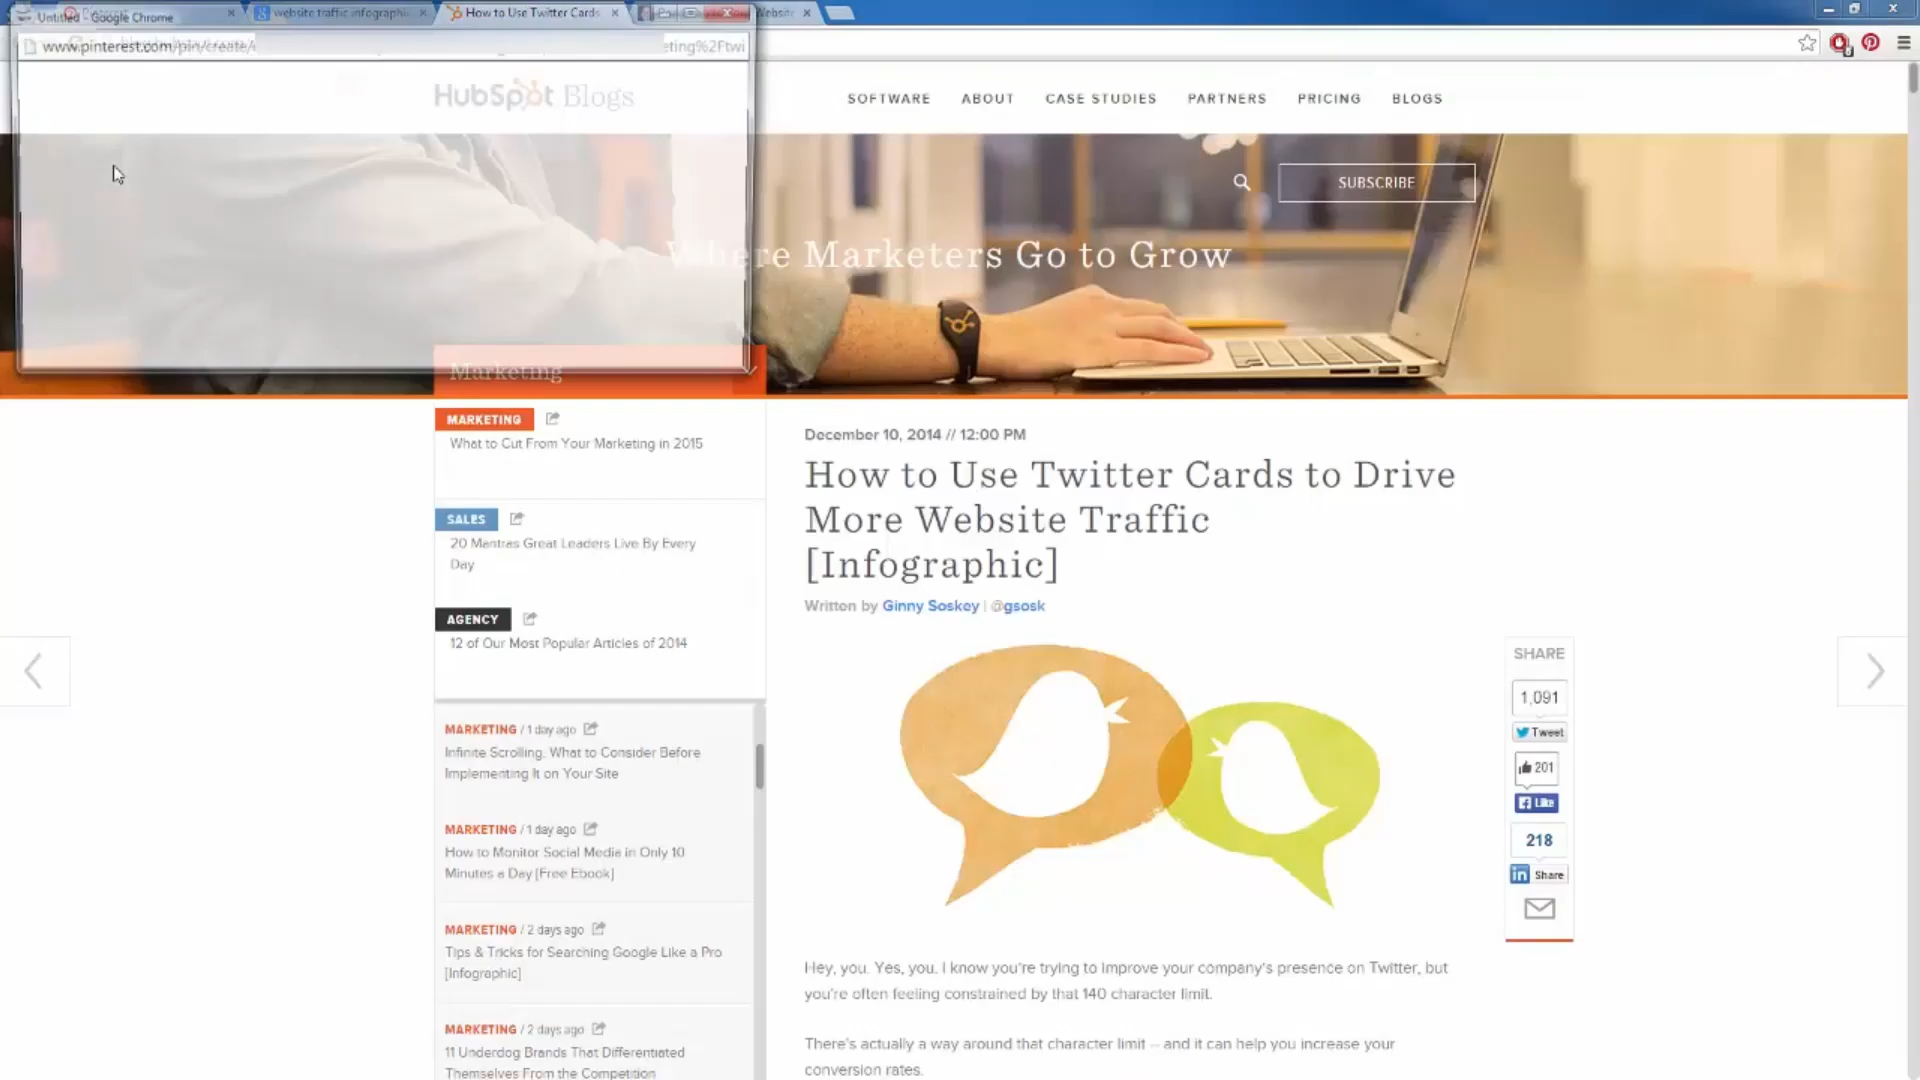 Untitled - Google Chrome
website traffic infographi
How to Use Twitter Cards
Website
www.pinterest.com/pin/create/
eting%2Ftwi
HubSpot Blogs
SOFTWARE
ABOUT
CASE STUDIES
PARTNERS
PRICING
BLOGS
SUBSCRIBE
Where Marketers Go to Grow
Marketing
MARKETING
What to Cut From Your Marketing in 2015
SALES
20 Mantras Great Leaders Live By Every
Day
AGENCY
12 of Our Most Popular Articles of 2014
MARKETING / 1 day ago
Infinite Scrolling. What to Consider Before
Implementing It on Your Site
MARKETING / 1 day ago
How to Monitor Social Media in Only 10
Minutes a Day [Free Ebook]
MARKETING / 2 days ago
Tips & Tricks for Searching Google Like a Pro
[Infographic]
MARKETING / 2 days ago
11 Underdog Brands That Differentiated
Themselves From the Competition
December 10, 2014 // 12:00 PM
How to Use Twitter Cards to Drive
More Website Traffic
[Infographic]
Written by Ginny Soskey | @gsosk
SHARE
1,091
Tweet
201
Like
218
in Share
Hey, you. Yes, you. I know you're trying to improve your company's presence on Twitter, but
you're often feeling constrained by that 140 character limit.
There's actually a way around that character limit – and it can help you increase your
conversion rates.